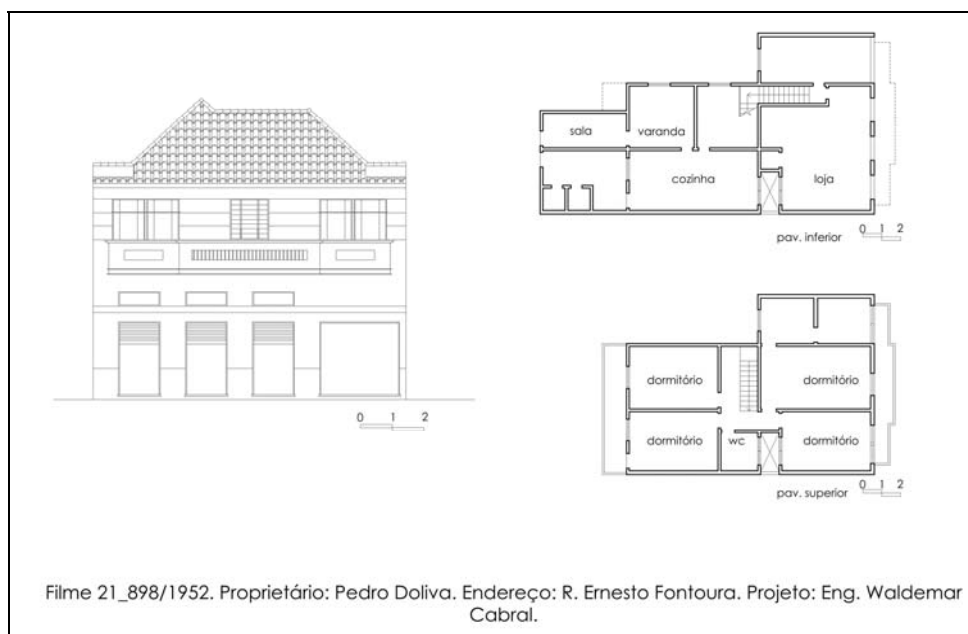 sala
varanda
cozinha
loja
pav. inferior
0 1 2
dormitório
dormitório
dormitório
wc
dormitório
0 1 2
pav. superior
0 1 2
Filme 21_898/1952. Proprietário: Pedro Doliva. Endereço: R. Ernesto Fontoura. Projeto: Eng. Waldemar
Cabral.